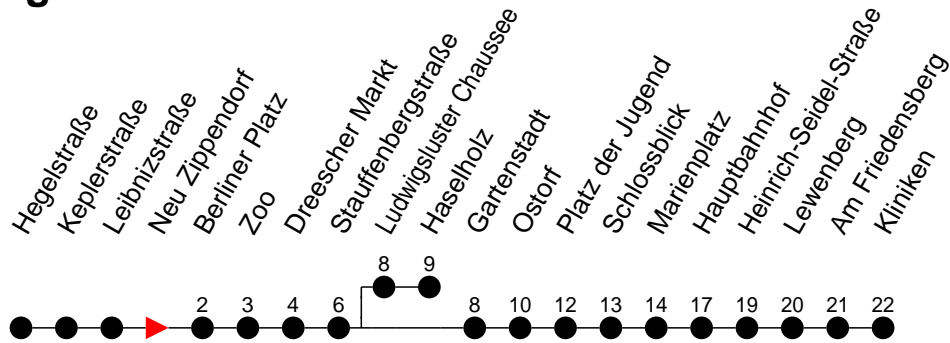 Hegelstraße
Keplerstraße
Leibnizstraße
Neu Zippendorf
Berliner Platz
Zoo
Dreescher Markt
Stauffenbergstraße
Ludwigsluster Chaussee
Haselholz
Gartenstadt
Ostorf
Platz der Jugend
Schlossblick
Marienplatz
Hauptbahnhof
Heinrich-Seidel-Straße
Lewenberg
Am Friedensberg
Kliniken
8 9
2 3 4 6 8 10 12 13 14 17 19 20 21 22